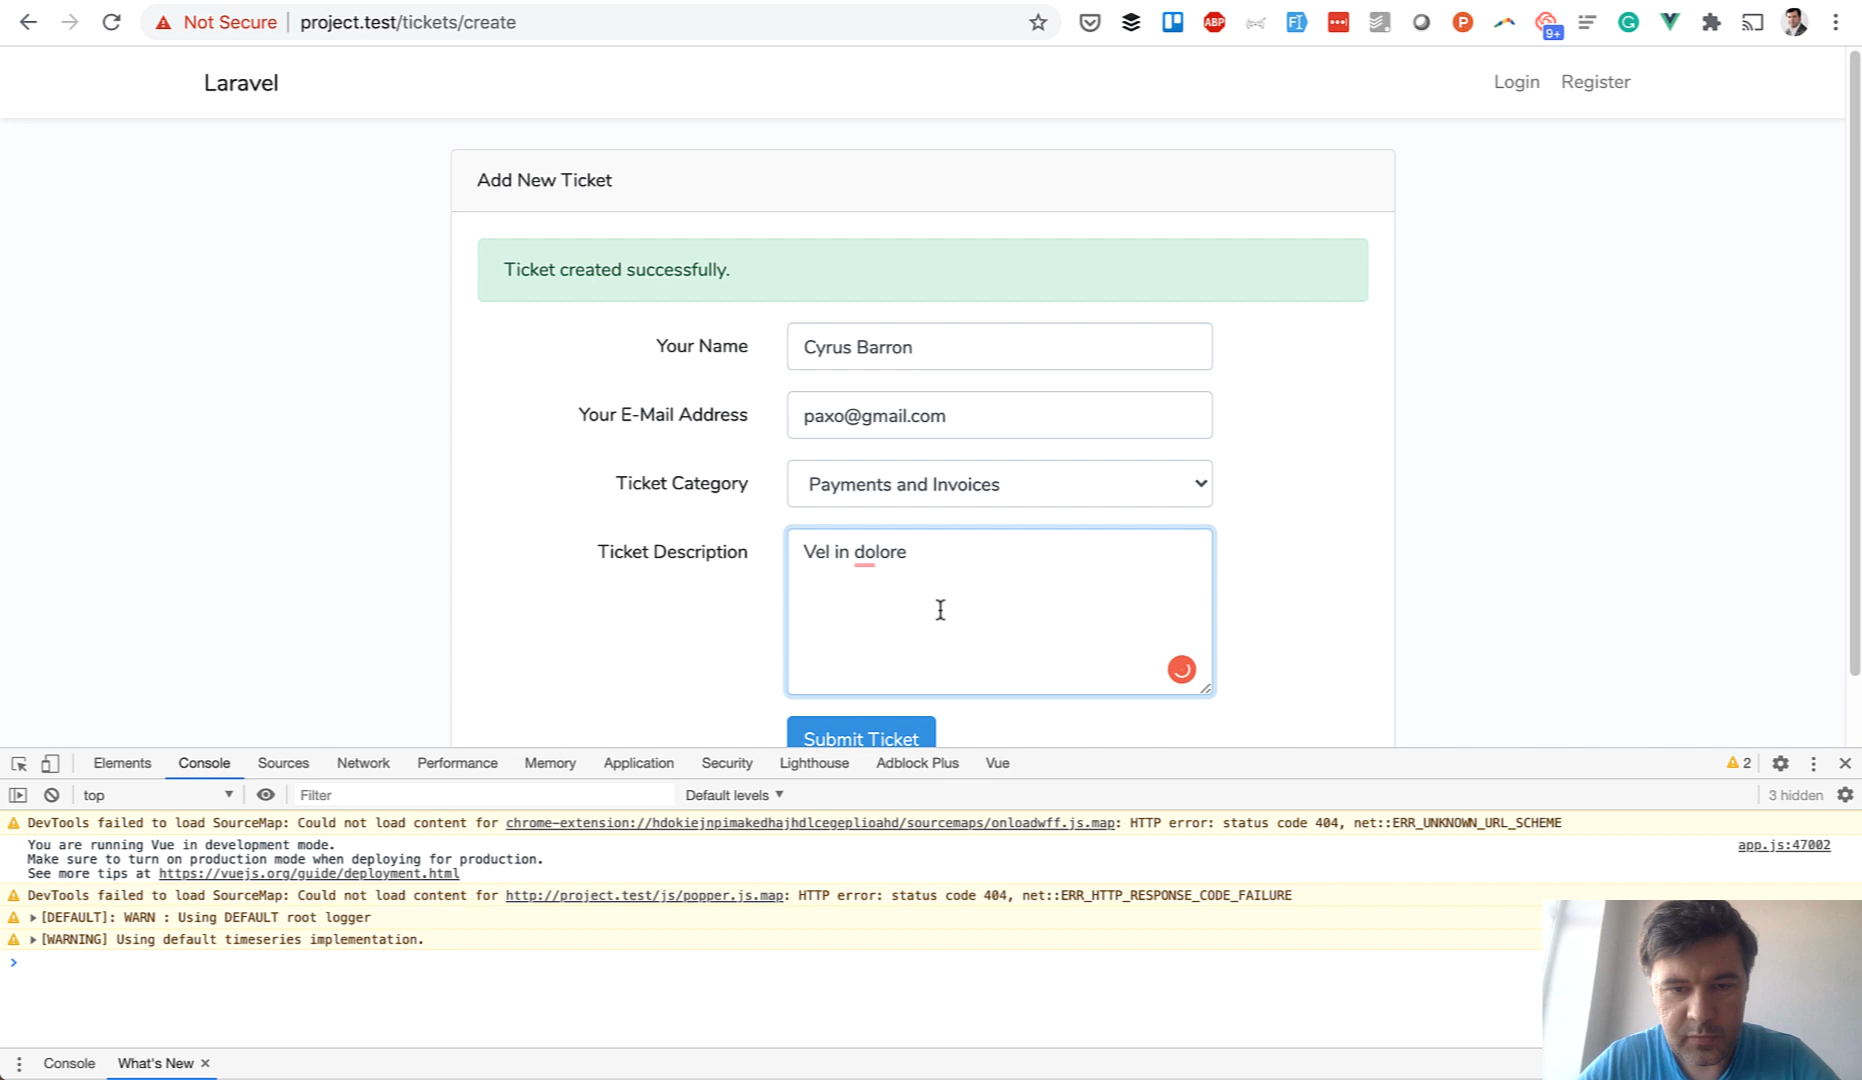 Not Secure | project.test/tickets/create
ABP
9+
Laravel
Login Register
Add New Ticket
Ticket created successfully.
Your Name Cyrus Barron
Your E-Mail Address paxo@gmail.com
Ticket Category Payments and Invoices
Ticket Description Vel in dolore
Submit Ticket
Elements Console Sources Network Performance Memory Application Security Lighthouse Adblock Plus Vue 2
top Filter Default levels 3 hidden
DevTools failed to load SourceMap: Could not load content for chrome-extension://hdokiejnpimakedhajhdlcegeplioahd/sourcemaps/onloadwff.js.map: HTTP error: status code 404, net::ERR_UNKNOWN_URL_SCHEME
You are running Vue in development mode. app.js:47002
Make sure to turn on production mode when deploying for production.
See more tips at https://vuejs.org/guide/deployment.html
DevTools failed to load SourceMap: Could not load content for http://project.test/js/popper.js.map: HTTP error: status code 404, net::ERR_HTTP_RESPONSE_CODE_FAILURE
[DEFAULT]: WARN : Using DEFAULT root logger
[WARNING] Using default timeseries implementation.
Console What's New